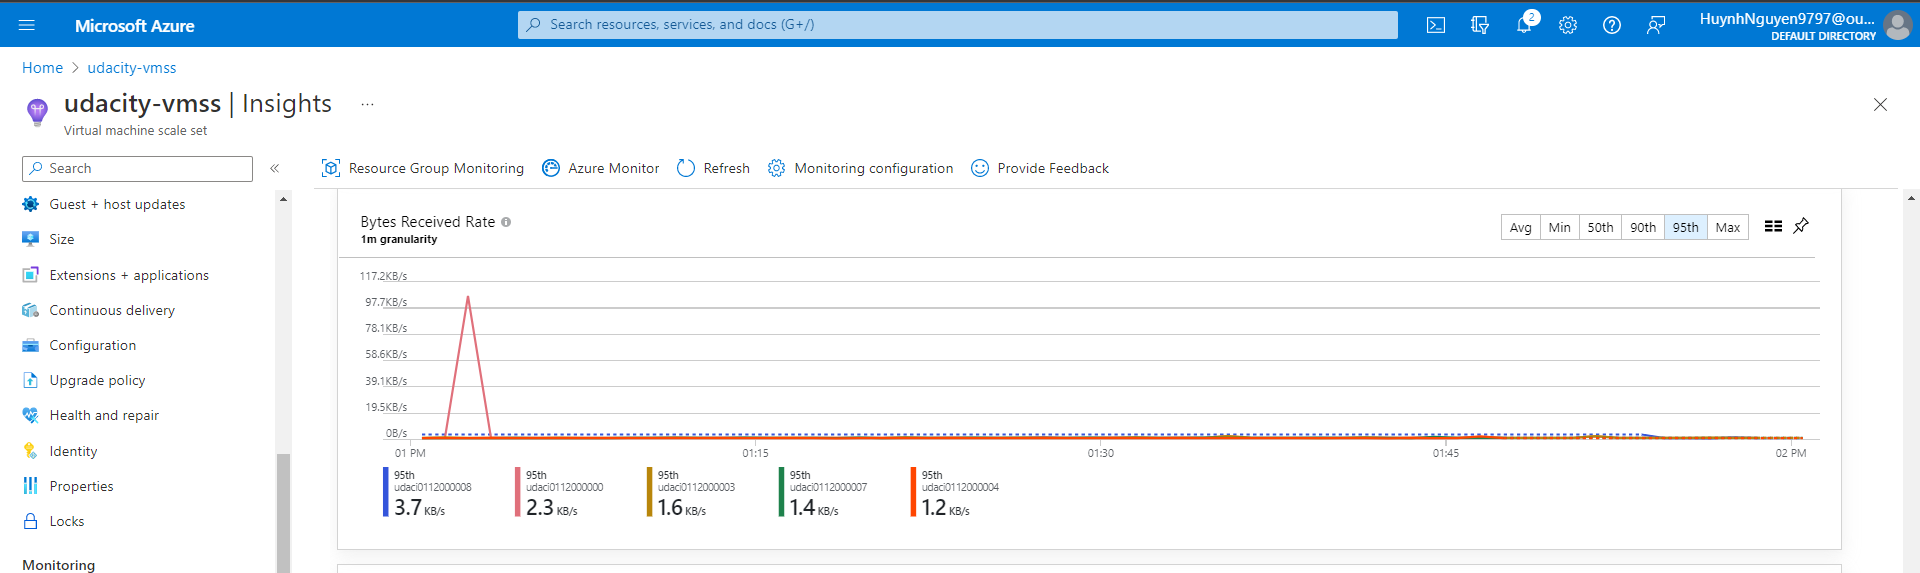 Microsoft Azure
Search resources, services, and docs (G+/)
2
HuynhNguyen9797@ou...
DEFAULT DIRECTORY
Home > udacity-vmss
udacity-vmss | Insights ...
Virtual machine scale set
Search
«
Guest + host updates
Size
Extensions + applications
Continuous delivery
Configuration
Upgrade policy
Health and repair
Identity
Properties
Locks
Monitoring
Resource Group Monitoring
Azure Monitor
Refresh
Monitoring configuration
Provide Feedback
Bytes Received Rate
1m granularity
Avg Min 50th 90th 95th Max
117.2KB/s
97.7KB/s
78.1KB/s
58.6KB/s
39.1KB/s
19.5KB/s
0B/s
01 PM 01:15 01:30 01:45 02 PM
95th
udaci0112000008
3.7 KB/s
95th
udaci0112000000
2.3 KB/s
95th
udaci0112000003
1.6 KB/s
95th
udaci0112000007
1.4 KB/s
95th
udaci0112000004
1.2 KB/s